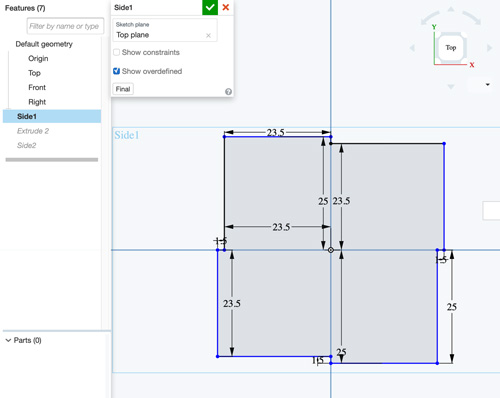 Features (7)
Filter by name or type
Default geometry
Origin
Top
Front
Right
Side1
Extrude 2
Side2
Parts (0)
Side1
Sketch plane
Top plane
Show constraints
Show overdefined
Final
Y
Top
X
Side1
23.5
25
23.5
23.5
1.5
1.5
23.5
25
25
1.5